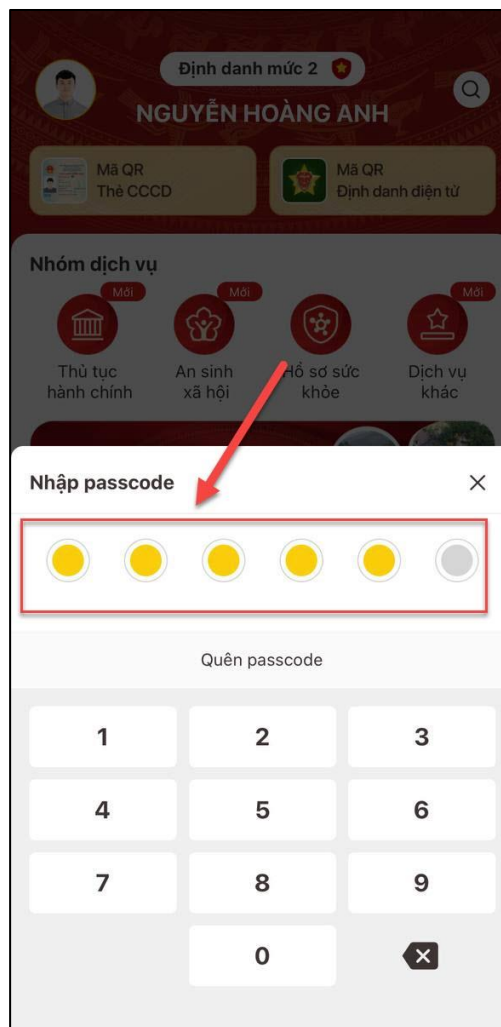 Định danh mức 2
NGUYỄN HOÀNG ANH
Mã QR
Thẻ CCCD
Mã QR
Định danh điện tử
Nhóm dịch vụ
Mới
Mới
Mới
Thủ tục
hành chính
An sinh
xã hội
Hồ sơ sức
khỏe
Dịch vụ
khác
Nhập passcode
Quên passcode
1
2
3
4
5
6
7
8
9
0